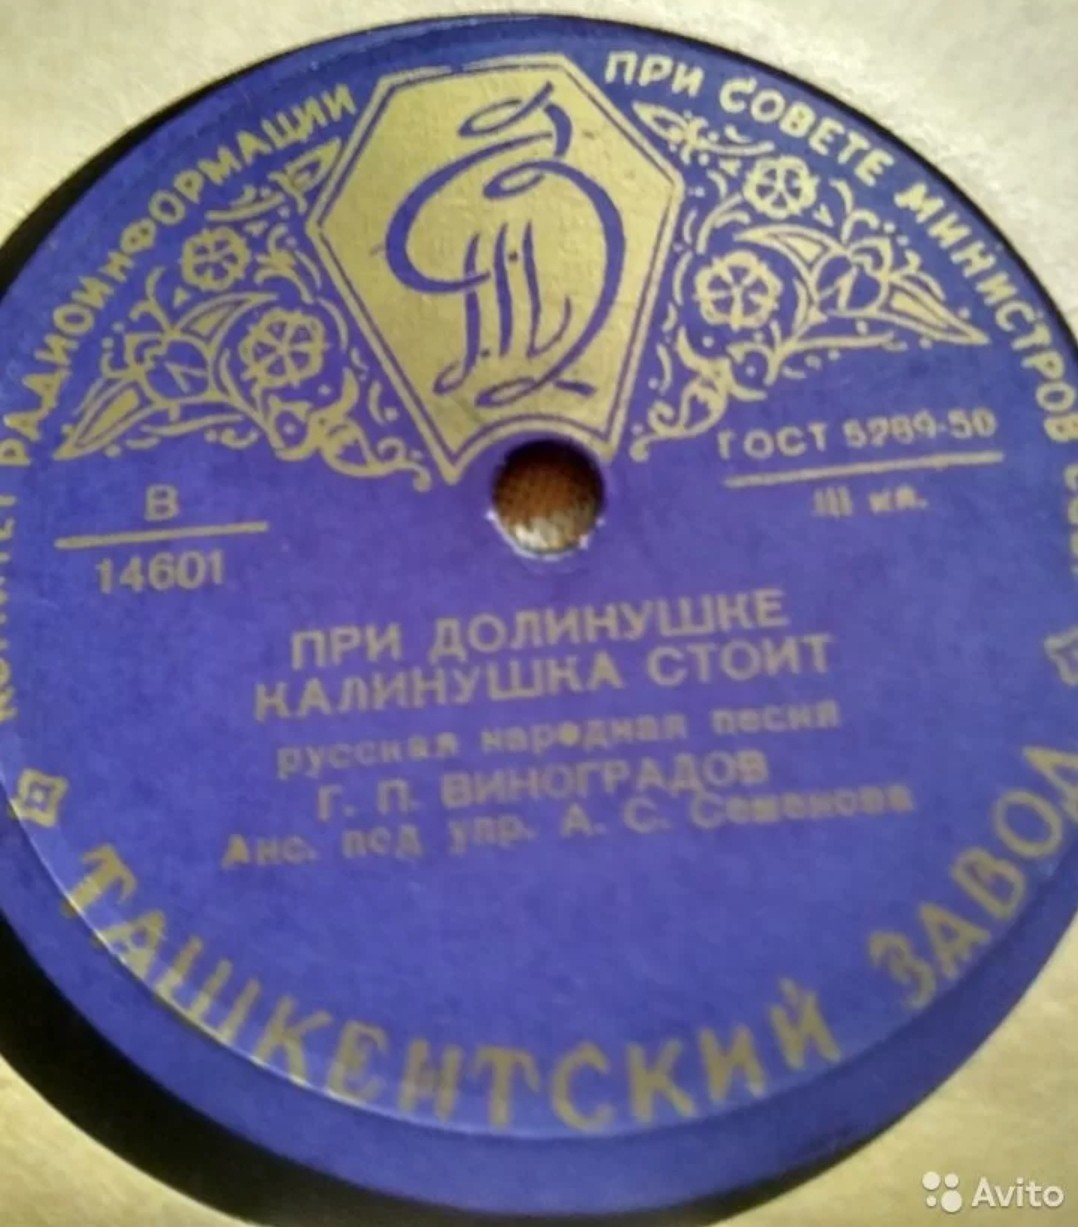 КОМИТЕТ РАДИОИНФОРМАЦИИ ПРИ СОВЕТЕ МИНИСТРОВ
ГОСТ 5289-50
III кл.
В
14601
ПРИ ДОЛИНУШКЕ
КАЛИНУШКА СТОИТ
русская народная песня
Г. П. ВИНОГРАДОВ
Анс. под упр. А. С. Семенова
ТАШКЕНТСКИЙ ЗАВОД
Avito